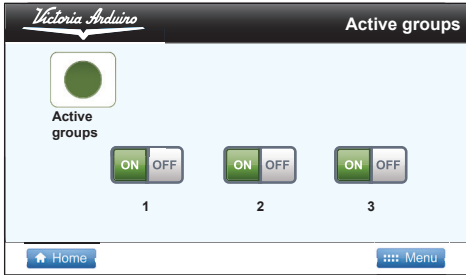 Victoria Arduino
Active groups
Active
groups
ON OFF
ON OFF
ON OFF
1
2
3
Home
Menu